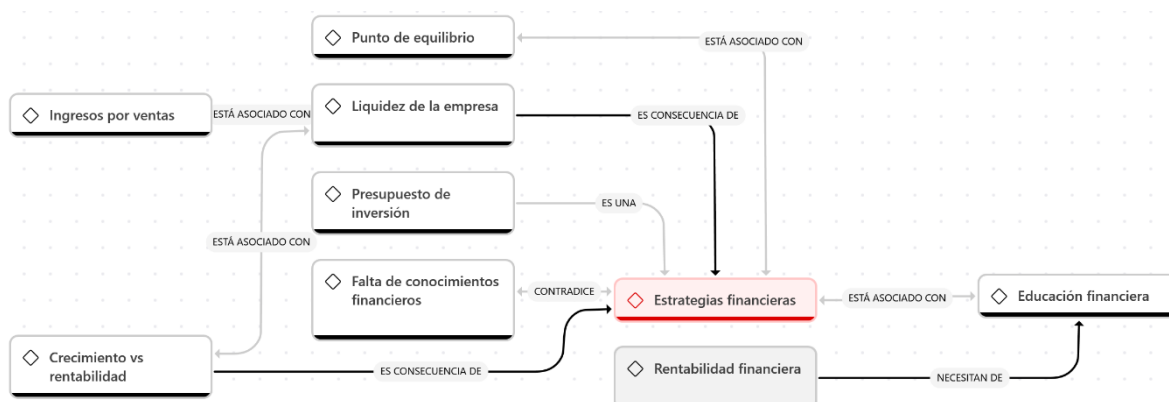 Punto de equilibrio
ESTÁ ASOCIADO CON
Ingresos por ventas
ESTÁ ASOCIADO CON
Liquidez de la empresa
ES CONSECUENCIA DE
Presupuesto de
inversión
ES UNA
ESTÁ ASOCIADO CON
Falta de conocimientos
financieros
CONTRADICE
Estrategias financieras
ESTÁ ASOCIADO CON
Educación financiera
Crecimiento vs
rentabilidad
ES CONSECUENCIA DE
Rentabilidad financiera
NECESITAN DE